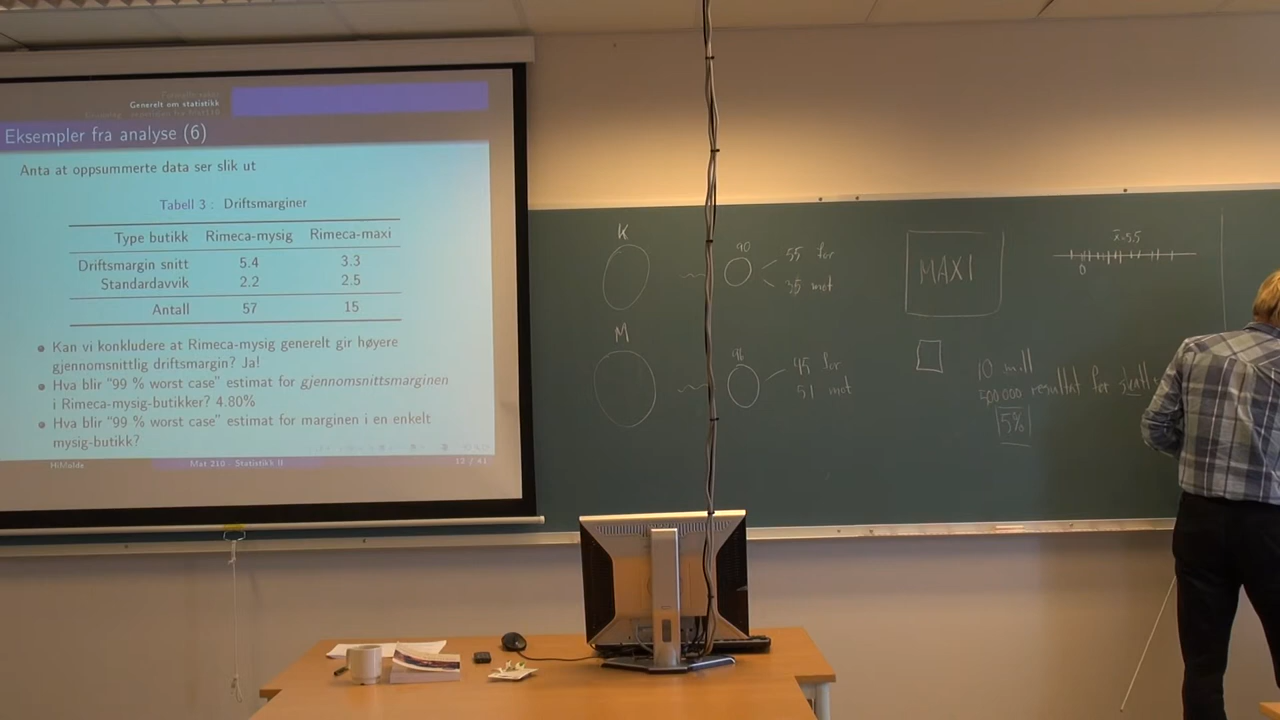 Generelt om statistikk
Eksempler fra analyse (6)
Anta at oppsummerte data ser slik ut
Tabell 3 : Driftsmarginer
Type butikk Rimeca-mysig Rimeca-maxi
Driftsmargin snitt 5.4 3.3
Standardavvik 2.2 2.5
Antall 57 15
Kan vi konkludere at Rimeca-mysig generelt gir høyere
gjennomsnittlig driftsmargin? Ja!
Hva blir "99 % worst case" estimat for gjennomsnittsmarginen
i Rimeca-mysig-butikker? 4.80%
Hva blir "99 % worst case" estimat for marginen i en enkelt
mysig-butikk?
HiMolde Mat 210 - Statistikk II 12 / 41
K
90
55 for
35 mot
M
96
45 for
51 mot
MAXI
x̄=5.5
0
10 mill
500 000 resultat for skatt
5%